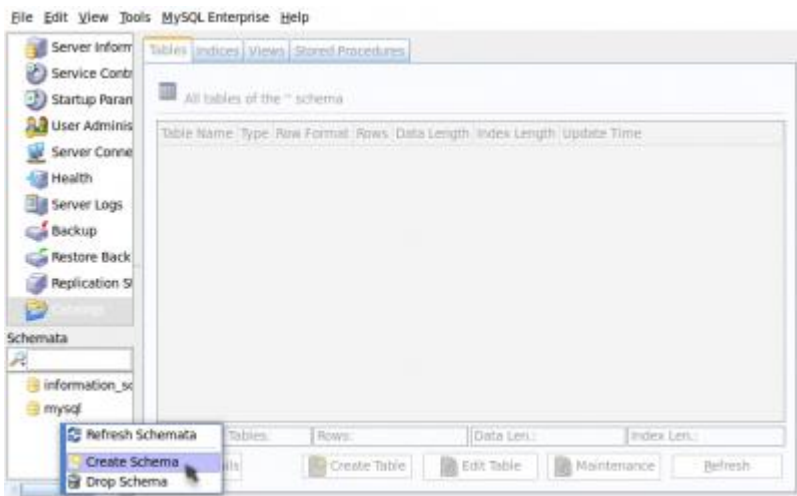 File Edit View Tools MySQL Enterprise Help
Server Inform
Service Contr
Startup Param
User Adminis
Server Conne
Health
Server Logs
Backup
Restore Back
Replication S
Catalogs
Schemata
information_sc
mysql
Tables Indices Views Stored Procedures
All tables of the '' schema
Table Name Type Row Format Rows Data Length Index Length Update Time
Refresh Schemata
Create Schema
Drop Schema
Tables: Rows: Data Len.: Index Len.:
ils Create Table Edit Table Maintenance Refresh